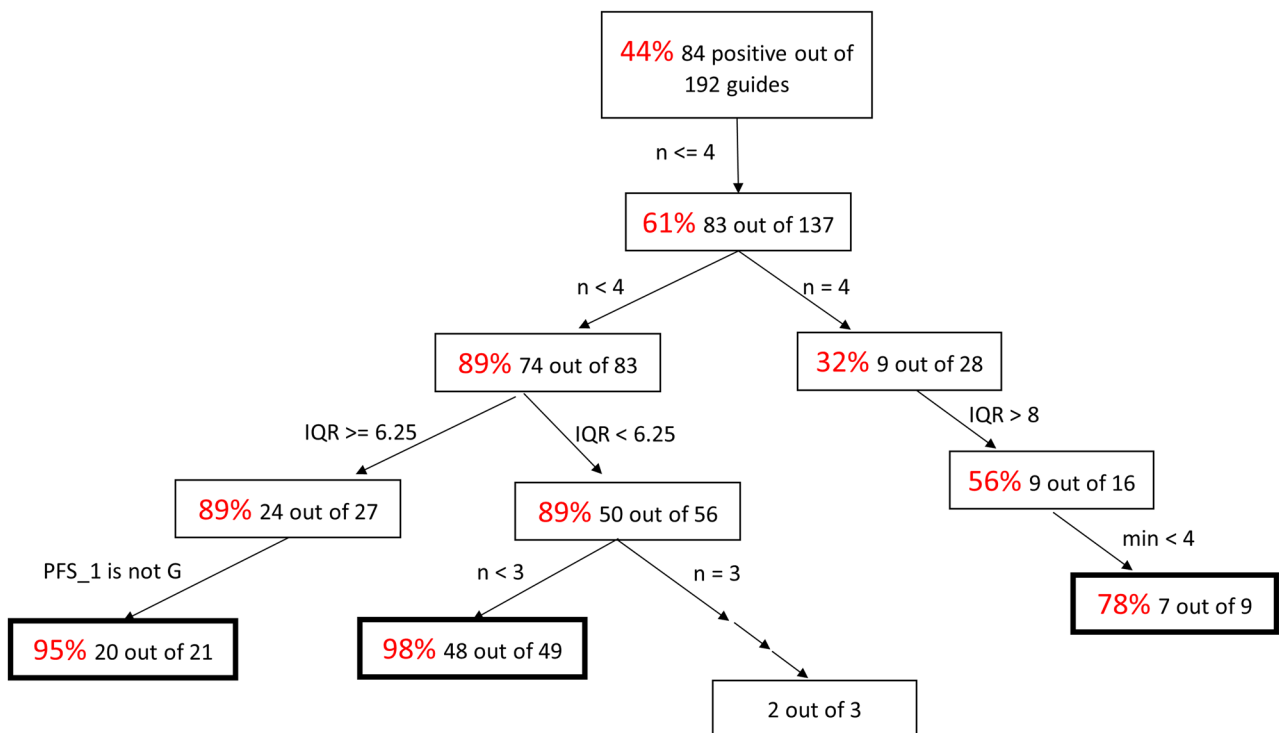 44% 84 positive out of
192 guides
n <= 4
61% 83 out of 137
n < 4
n = 4
89% 74 out of 83
32% 9 out of 28
IQR >= 6.25
IQR < 6.25
IQR > 8
89% 24 out of 27
89% 50 out of 56
56% 9 out of 16
PFS_1 is not G
n < 3
n = 3
min < 4
95% 20 out of 21
98% 48 out of 49
78% 7 out of 9
2 out of 3